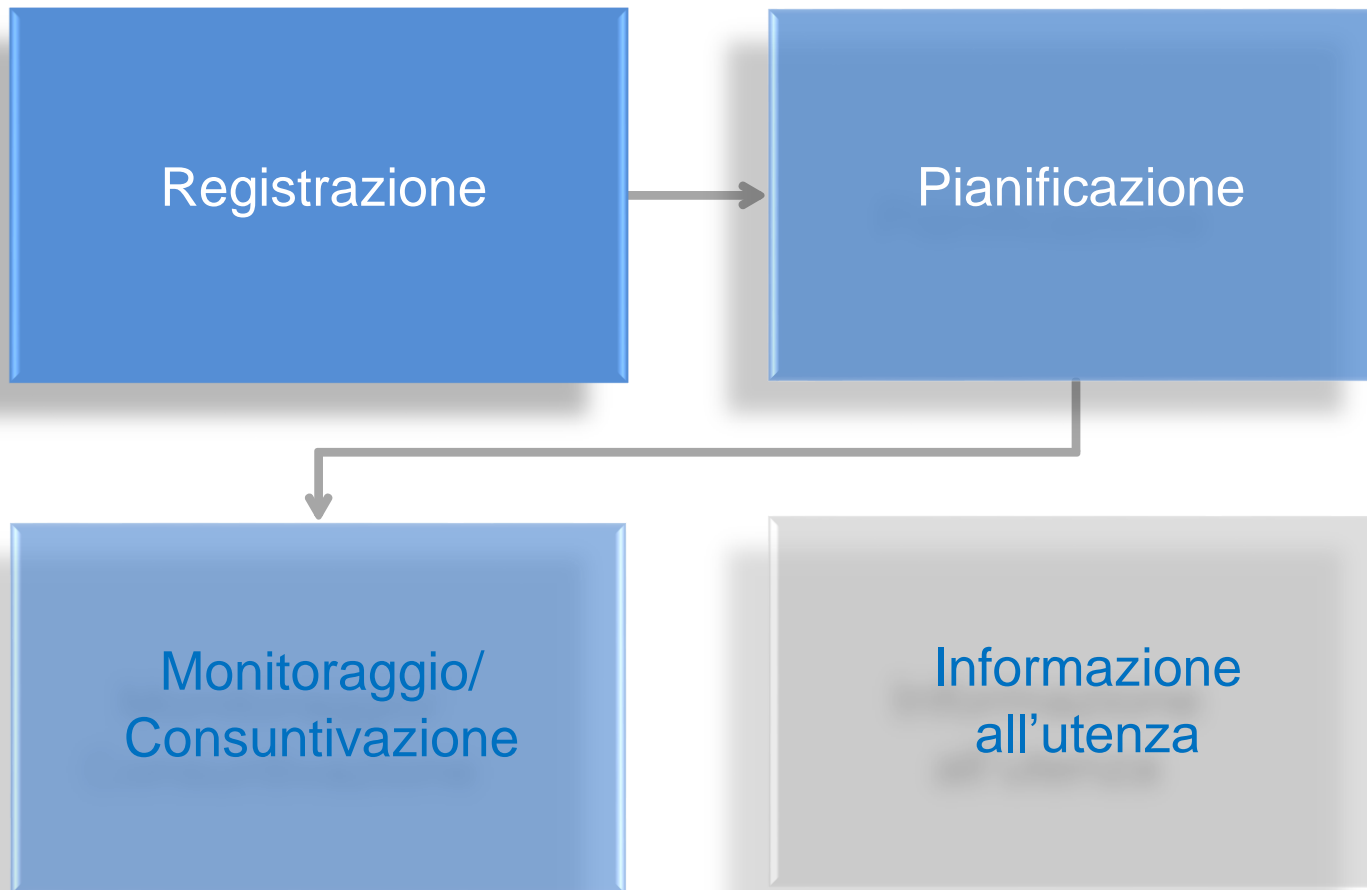 Registrazione
Pianificazione
Monitoraggio/
Consuntivazione
Informazione
all’utenza